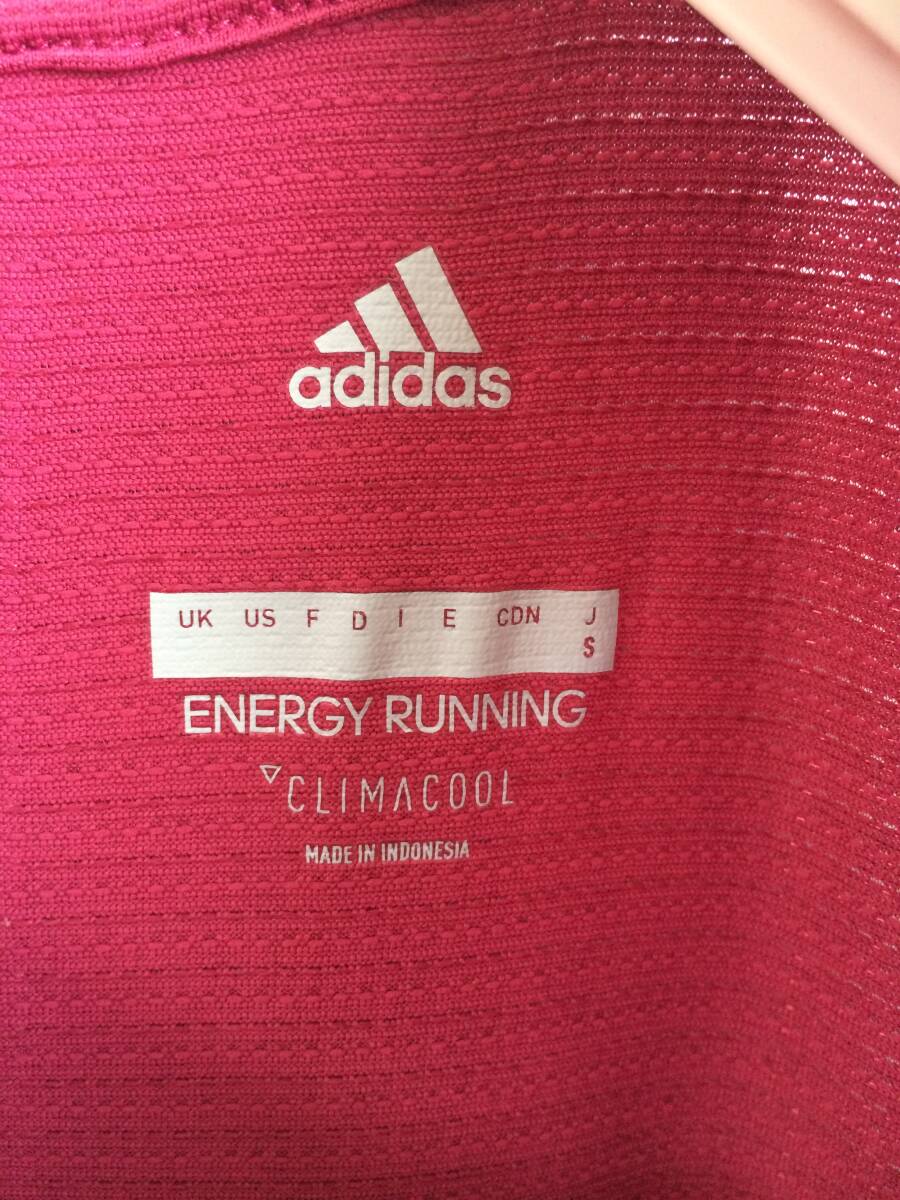 adidas
UK US F D I E CDN J
S
ENERGY RUNNING
CLIMACOOL
MADE IN INDONESIA